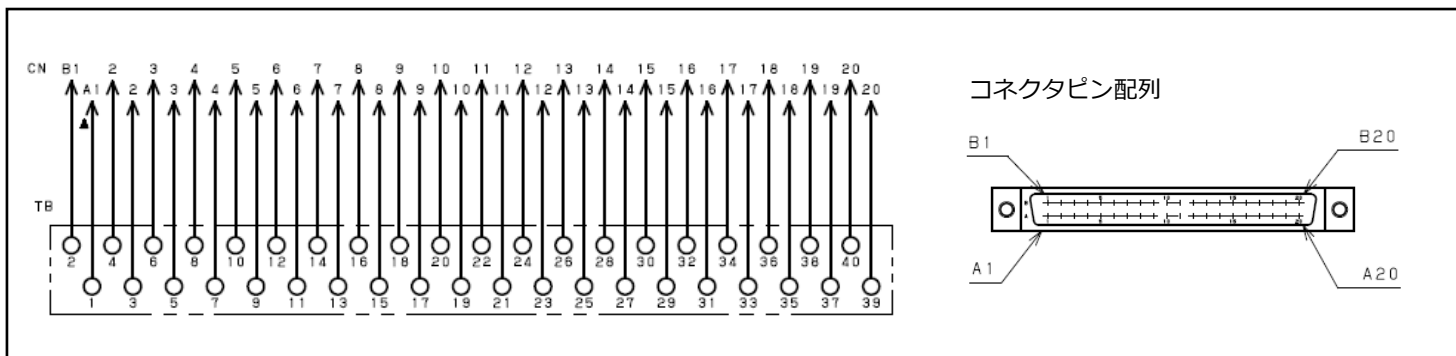 CN B1 2 3 4 5 6 7 8 9 10 11 12 13 14 15 16 17 18 19 20
A1 2 3 4 5 6 7 8 9 10 11 12 13 14 15 16 17 18 19 20
TB
2 4 6 8 10 12 14 16 18 20 22 24 26 28 30 32 34 36 38 40
1 3 5 7 9 11 13 15 17 19 21 23 25 27 29 31 33 35 37 39
コネクタピン配列
B1 B20
A1 A20